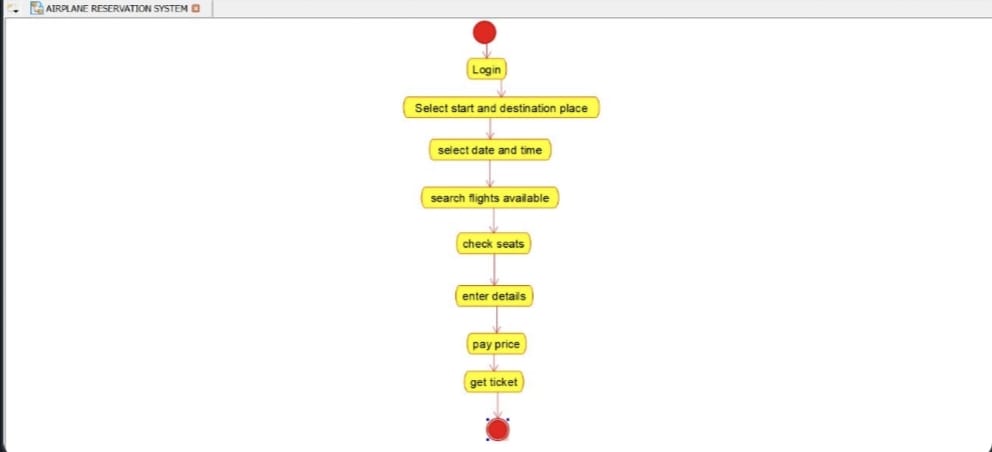 AIRPLANE RESERVATION SYSTEM
Login
Select start and destination place
select date and time
search flights available
check seats
enter details
pay price
get ticket